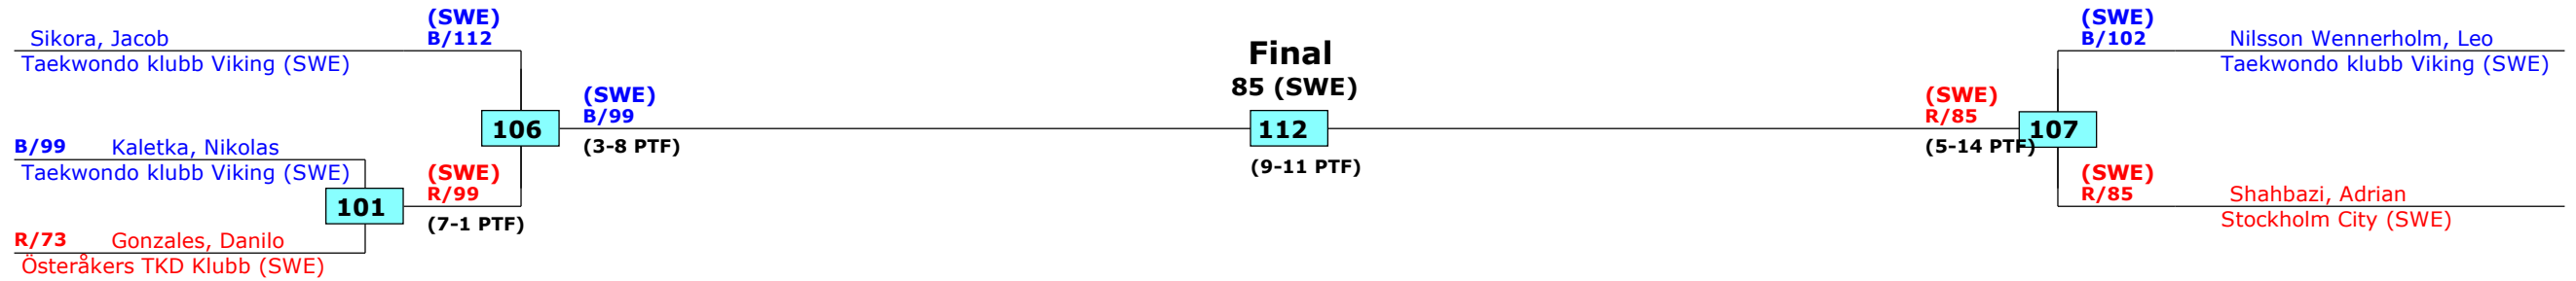 (SWE)
B/112
Sikora, Jacob
Taekwondo klubb Viking (SWE)
B/99 Kaletka, Nikolas
Taekwondo klubb Viking (SWE)
101
R/73 Gonzales, Danilo
Österåkers TKD Klubb (SWE)
(SWE)
R/99
(7-1 PTF)
106
(SWE)
B/99
(3-8 PTF)
Final
85 (SWE)
112
(9-11 PTF)
(SWE)
R/85
(5-14 PTF)
107
(SWE)
B/102
Nilsson Wennerholm, Leo
Taekwondo klubb Viking (SWE)
(SWE)
R/85
Shahbazi, Adrian
Stockholm City (SWE)